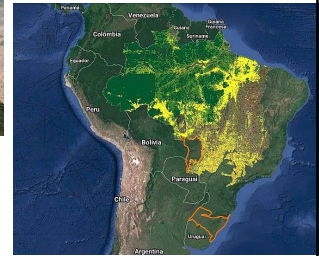 Panamá
Venezuela
Guiana
Guiana
Francesa
Suriname
Colômbia
Equador
Peru
Bolívia
Paraguai
Chile
Uruguai
Argentina